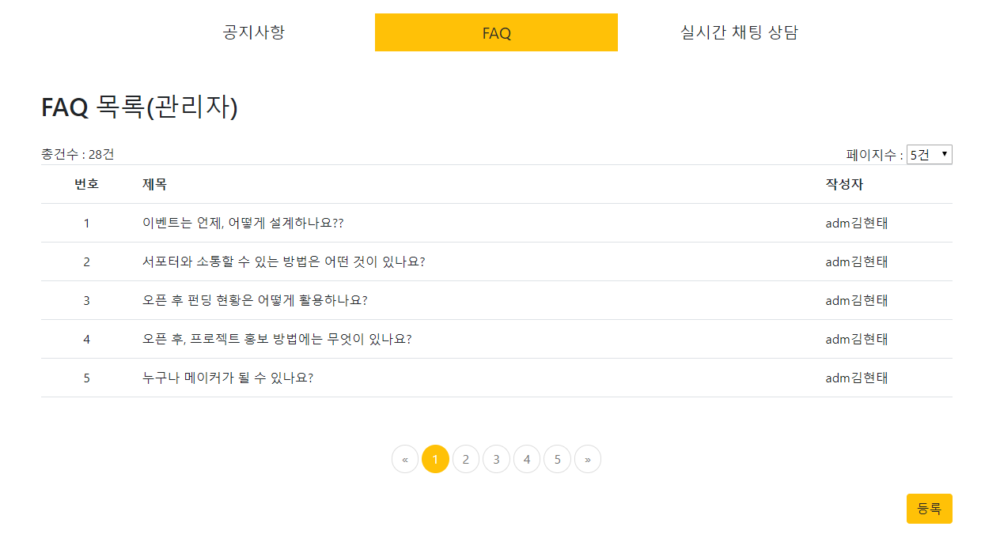 공지사항 FAQ 실시간 채팅 상담
FAQ 목록(관리자)
총건수 : 28건 페이지수 : 5건 ▼
번호 제목 작성자
1 이벤트는 언제, 어떻게 설계하나요?? adm김현태
2 서포터와 소통할 수 있는 방법은 어떤 것이 있나요? adm김현태
3 오픈 후 펀딩 현황은 어떻게 활용하나요? adm김현태
4 오픈 후, 프로젝트 홍보 방법에는 무엇이 있나요? adm김현태
5 누구나 메이커가 될 수 있나요? adm김현태
« 1 2 3 4 5 »
등록